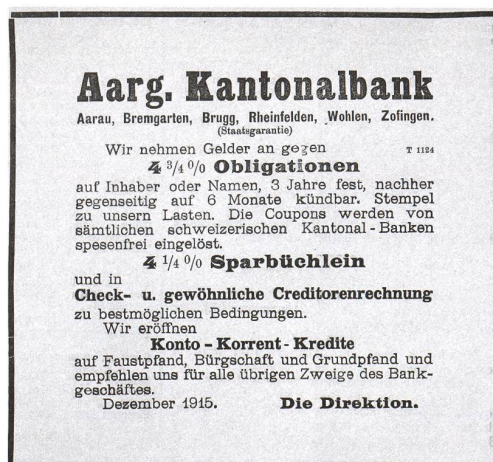 Aarg. Kantonalbank
Aarau, Bremgarten, Brugg, Rheinfelden, Wohlen, Zofingen.
(Staatsgarantie)
Wir nehmen Gelder an gegen T 1124
4 3/4 0/0 Obligationen
auf Inhaber oder Namen, 3 Jahre fest, nachher
gegenseitig auf 6 Monate kündbar. Stempel
zu unsern Lasten. Die Coupons werden von
sämtlichen schweizerischen Kantonal-Banken
spesenfrei eingelöst.
4 1/4 0/0 Sparbüchlein
und in
Check- u. gewöhnliche Creditorenrechnung
zu bestmöglichen Bedingungen.
Wir eröffnen
Konto-Korrent-Kredite
auf Faustpfand, Bürgschaft und Grundpfand und
empfehlen uns für alle übrigen Zweige des Bank-
geschäftes.
Dezember 1915. Die Direktion.